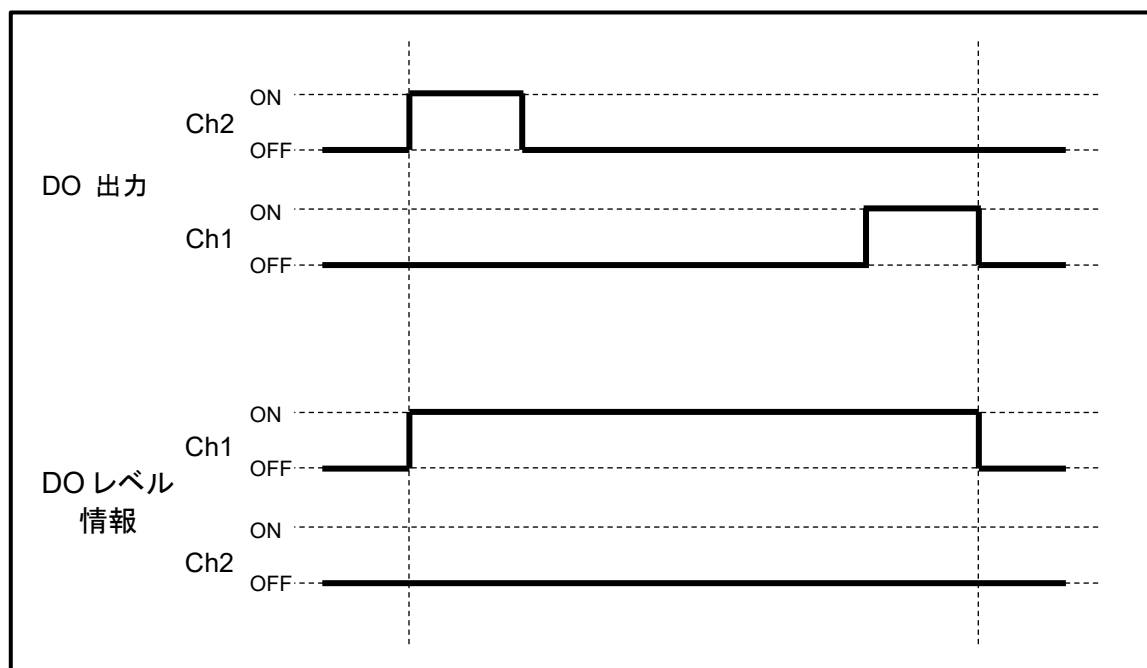 ON
Ch2
OFF
DO 出力
ON
Ch1
OFF
ON
Ch1
OFF
DO レベル
情報
ON
Ch2
OFF